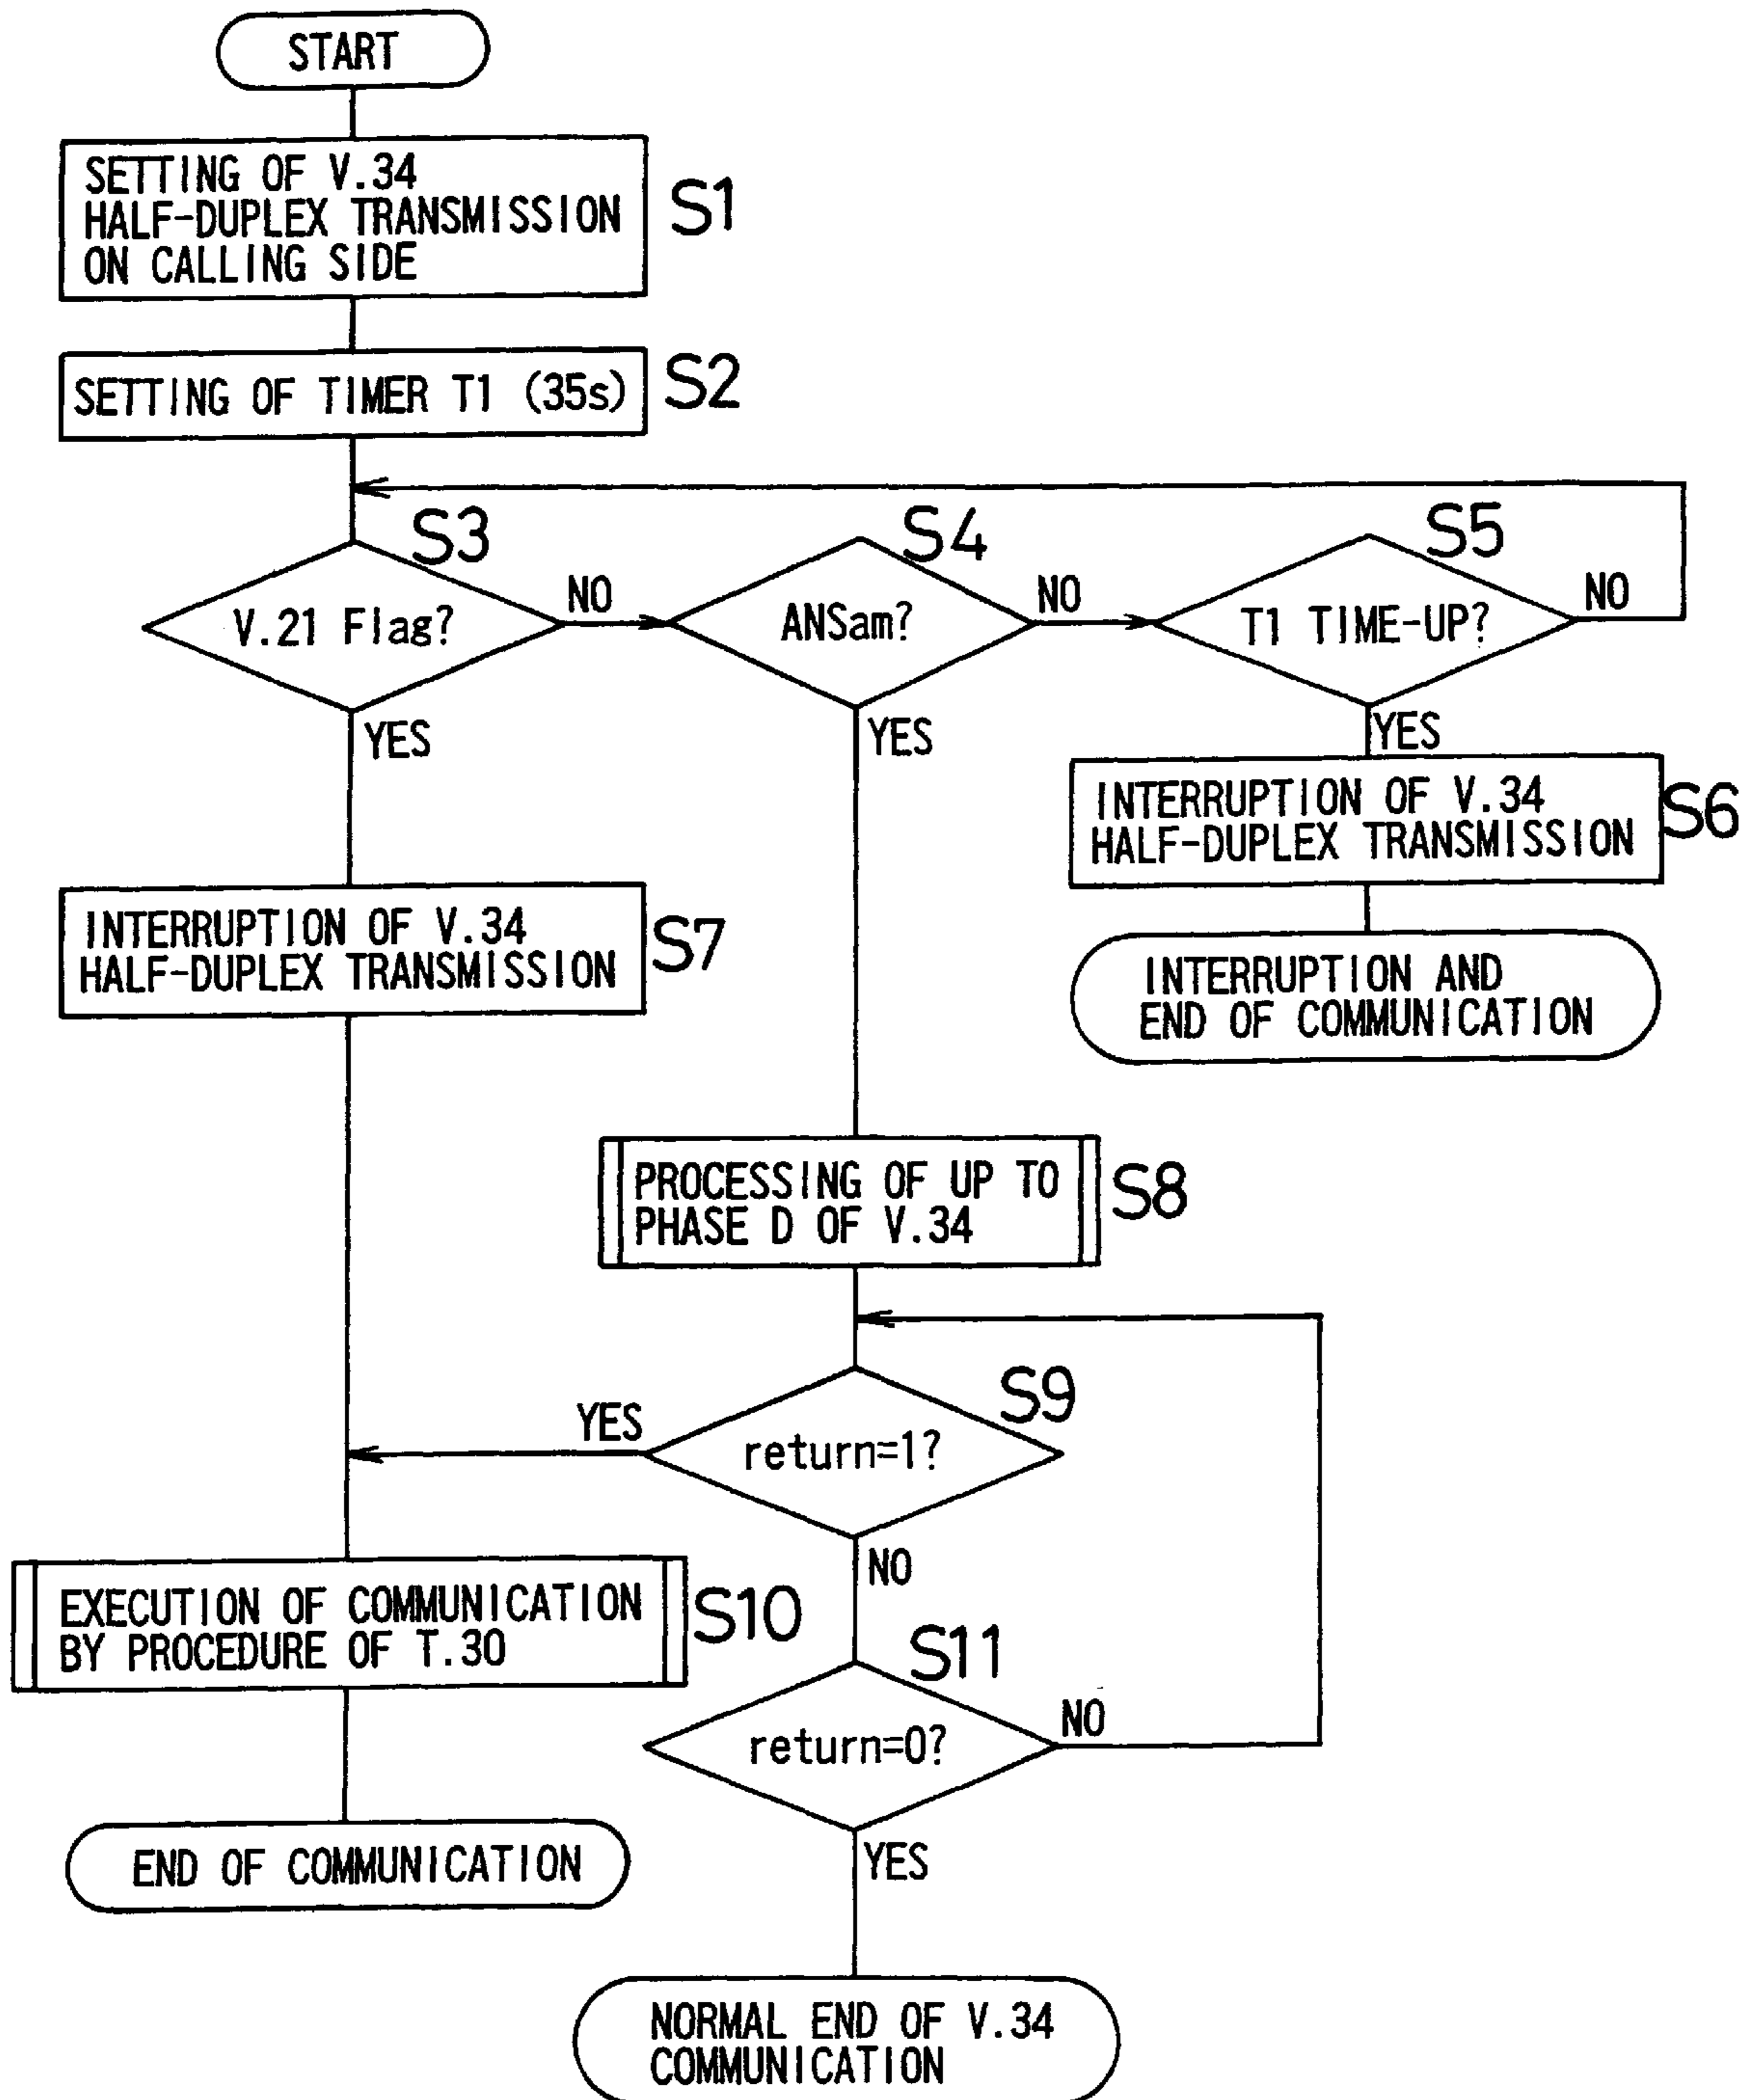 START
SETTING OF V.34
HALF-DUPLEX TRANSMISSION
ON CALLING SIDE
S1
SETTING OF TIMER T1 (35s)
S2
S3
V.21 Flag?
NO
YES
S4
ANSam?
NO
YES
S5
T1 TIME-UP?
NO
YES
INTERRUPTION OF V.34
HALF-DUPLEX TRANSMISSION
S6
INTERRUPTION AND
END OF COMMUNICATION
INTERRUPTION OF V.34
HALF-DUPLEX TRANSMISSION
S7
PROCESSING OF UP TO
PHASE D OF V.34
S8
S9
YES
return=1?
NO
EXECUTION OF COMMUNICATION
BY PROCEDURE OF T.30
S10
S11
return=0?
NO
YES
END OF COMMUNICATION
NORMAL END OF V.34
COMMUNICATION